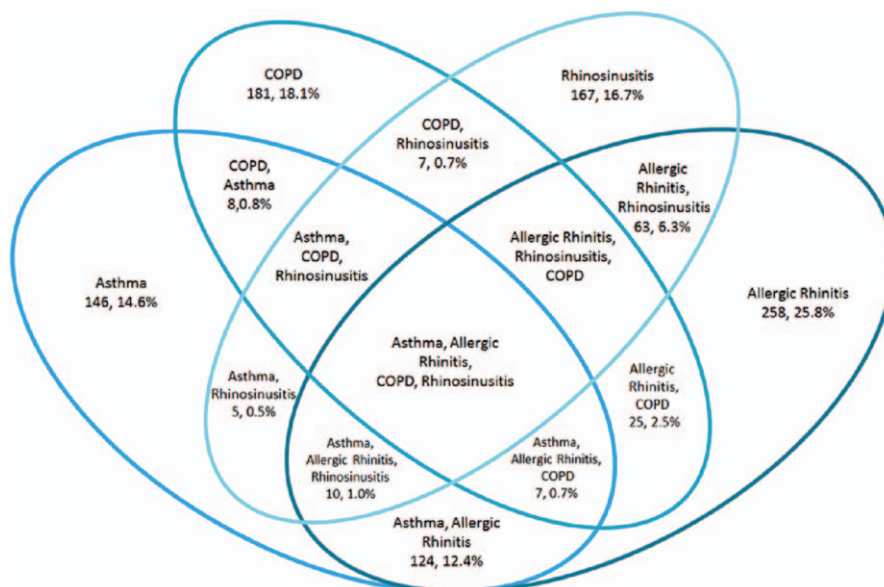 COPD
181, 18.1%
Rhinosinusitis
167, 16.7%
COPD,
Rhinosinusitis
7, 0.7%
COPD,
Asthma
8,0.8%
Allergic
Rhinitis,
Rhinosinusitis
63, 6.3%
Asthma,
COPD,
Rhinosinusitis
Allergic Rhinitis,
Rhinosinusitis,
COPD
Asthma
146, 14.6%
Allergic Rhinitis
258, 25.8%
Asthma, Allergic
Rhinitis,
COPD, Rhinosinusitis
Asthma,
Rhinosinusitis
5, 0.5%
Allergic
Rhinitis,
COPD
25, 2.5%
Asthma,
Allergic Rhinitis,
Rhinosinusitis
10, 1.0%
Asthma,
Allergic Rhinitis,
COPD
7, 0.7%
Asthma, Allergic
Rhinitis
124, 12.4%